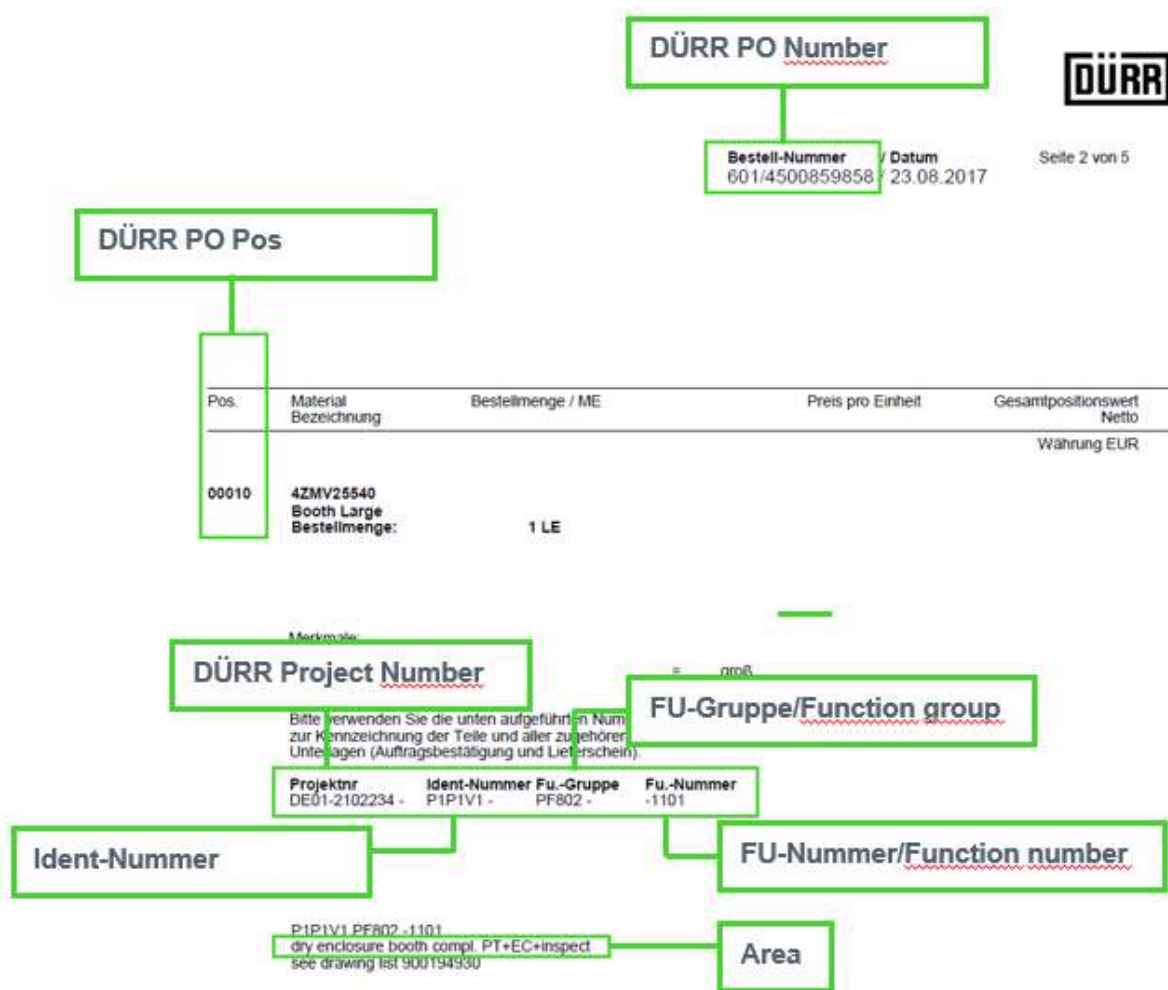 DÜRR PO Number
DÜRR
Bestell-Nummer / Datum
601/4500859858 / 23.08.2017
Seite 2 von 5
DÜRR PO Pos
Pos. Material Bestellmenge / ME Preis pro Einheit Gesamtpositionswert
Bezeichnung Netto
Währung EUR
00010 4ZMV25540
Booth Large
Bestellmenge: 1 LE
Merkmale:
DÜRR Project Number
= groß
FU-Gruppe/Function group
Bitte verwenden Sie die unten aufgeführten
zur Kennzeichnung der Teile und aller
Unterlagen (Auftragsbestätigung und Lieferschein).
Projektnr Ident-Nummer Fu.-Gruppe Fu.-Nummer
DE01-2102234 - P1P1V1 - PF802 - -1101
Ident-Nummer
FU-Nummer/Function number
P1P1V1 PF802 -1101
dry enclosure booth compl. PT+EC+inspect
see drawing list 900194930
Area